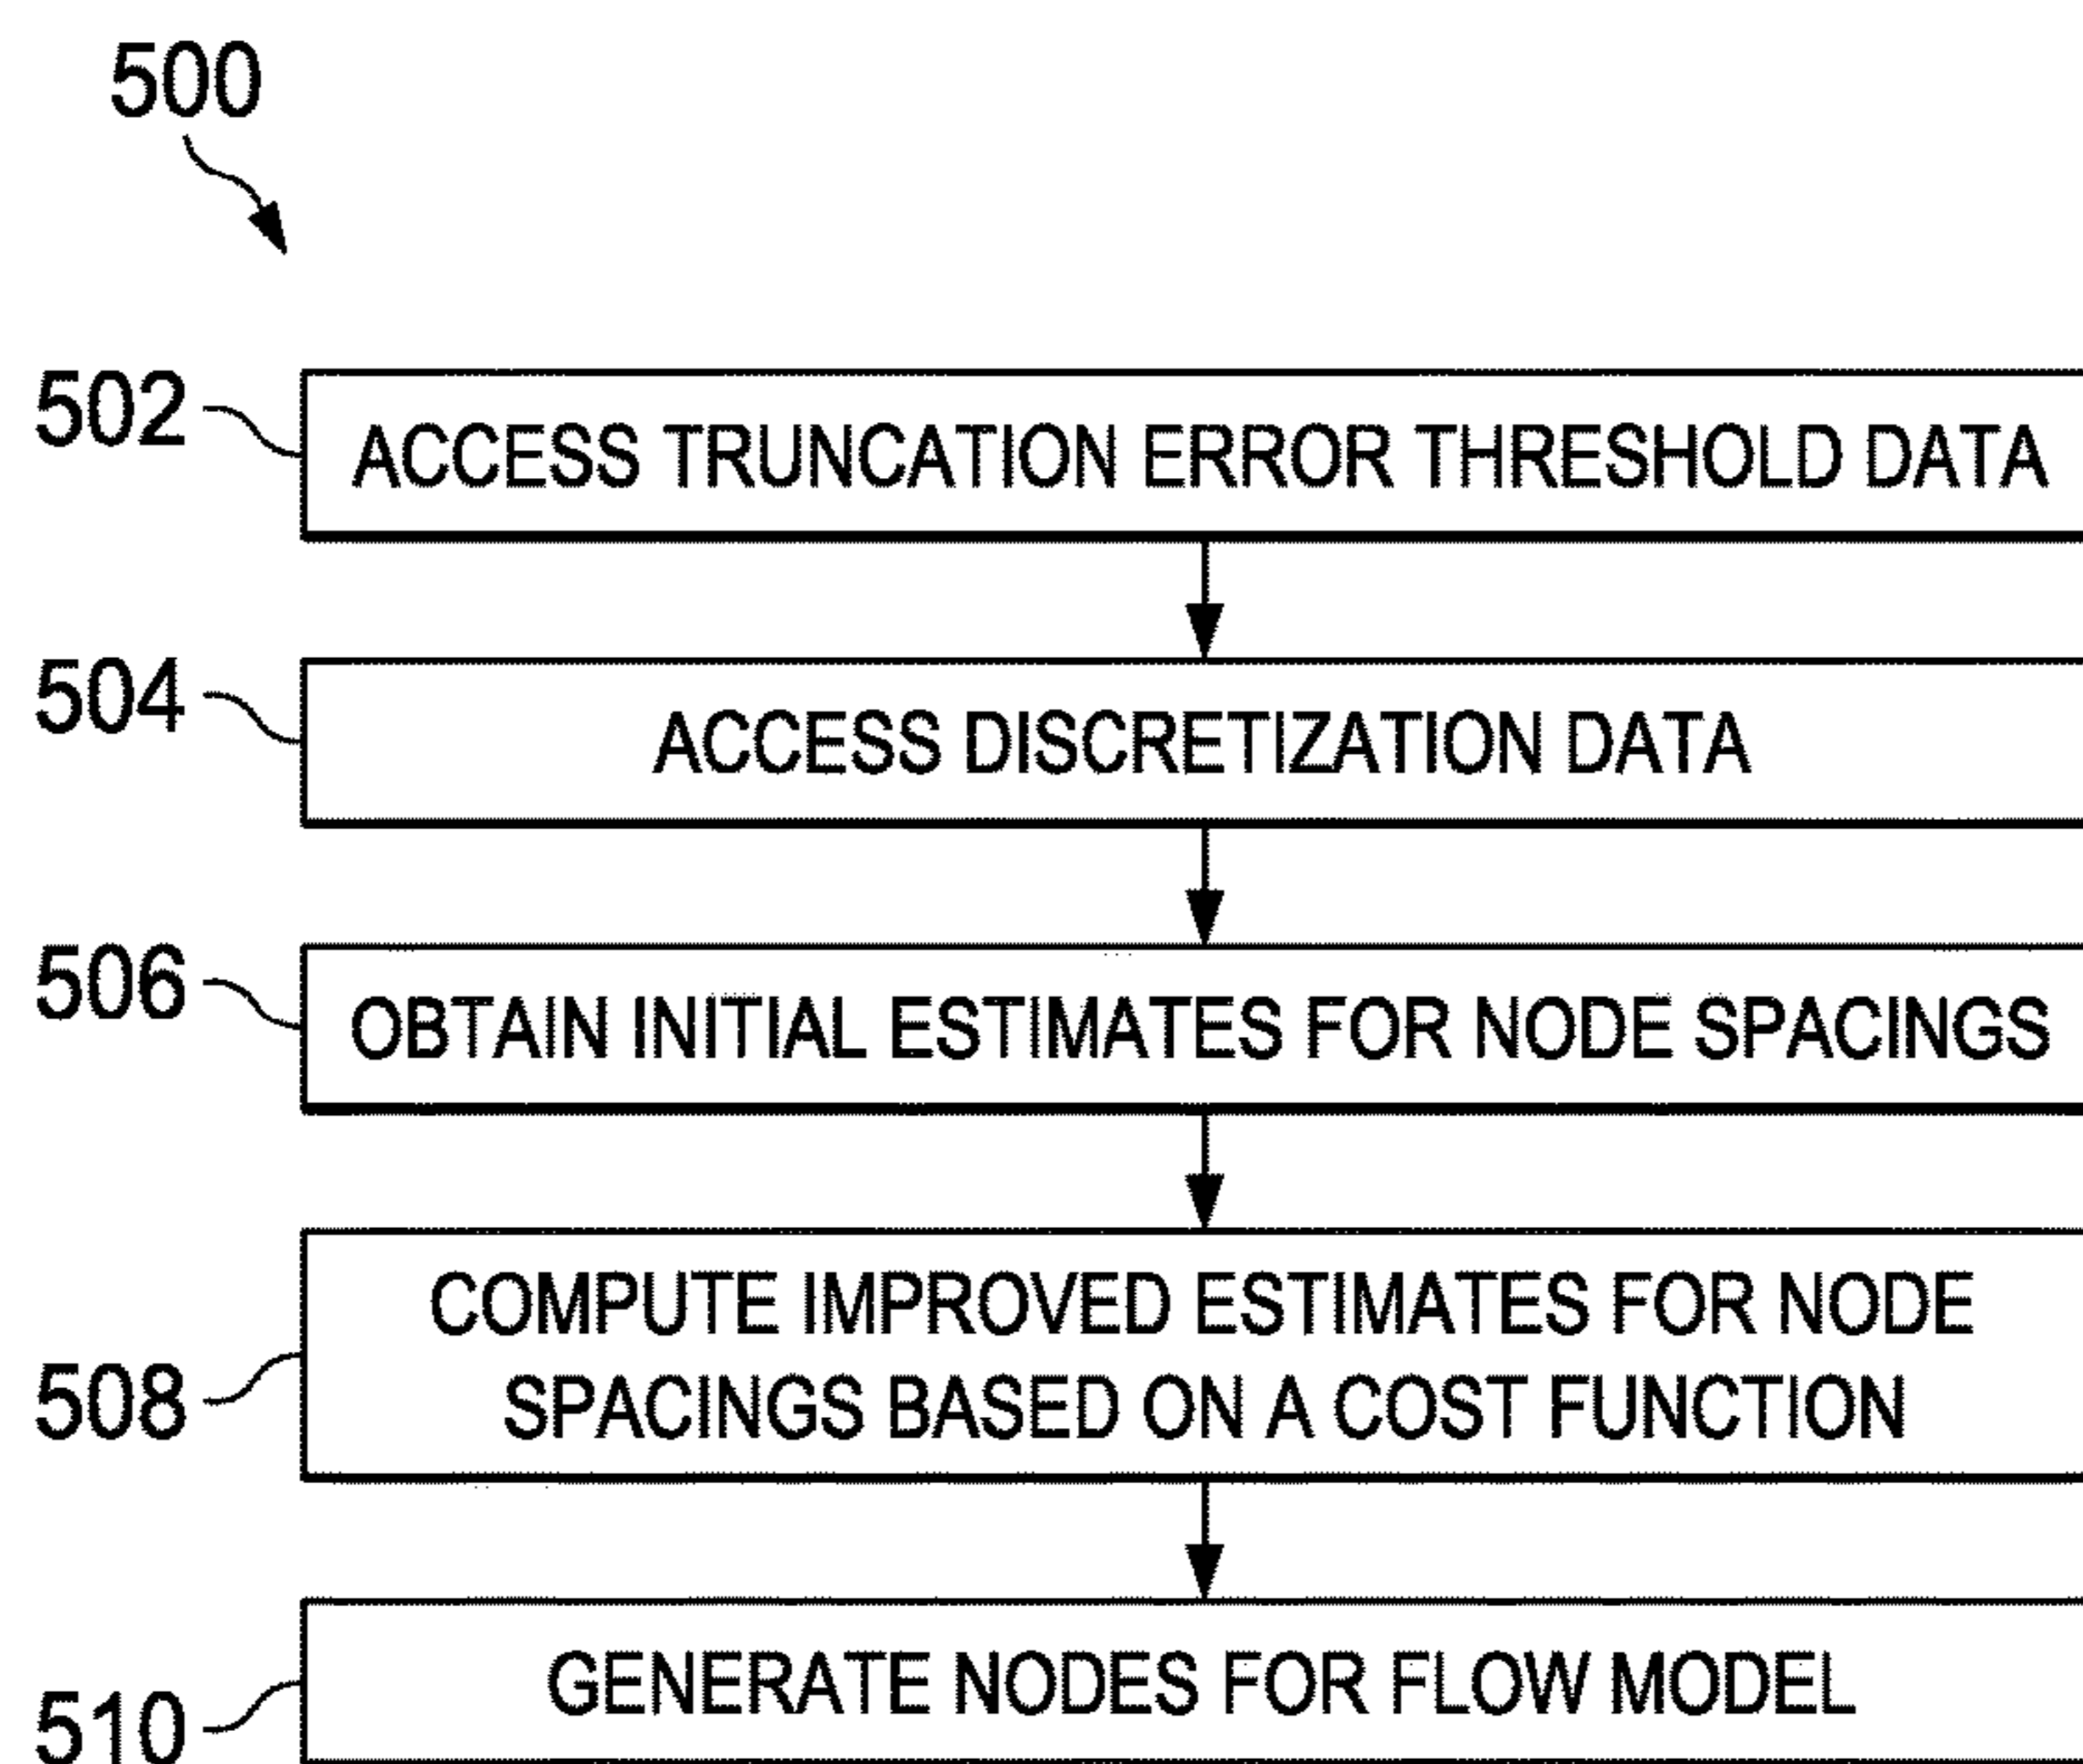 500
502
ACCESS TRUNCATION ERROR THRESHOLD DATA
504
ACCESS DISCRETIZATION DATA
506
OBTAIN INITIAL ESTIMATES FOR NODE SPACINGS
508
COMPUTE IMPROVED ESTIMATES FOR NODE
SPACINGS BASED ON A COST FUNCTION
510
GENERATE NODES FOR FLOW MODEL